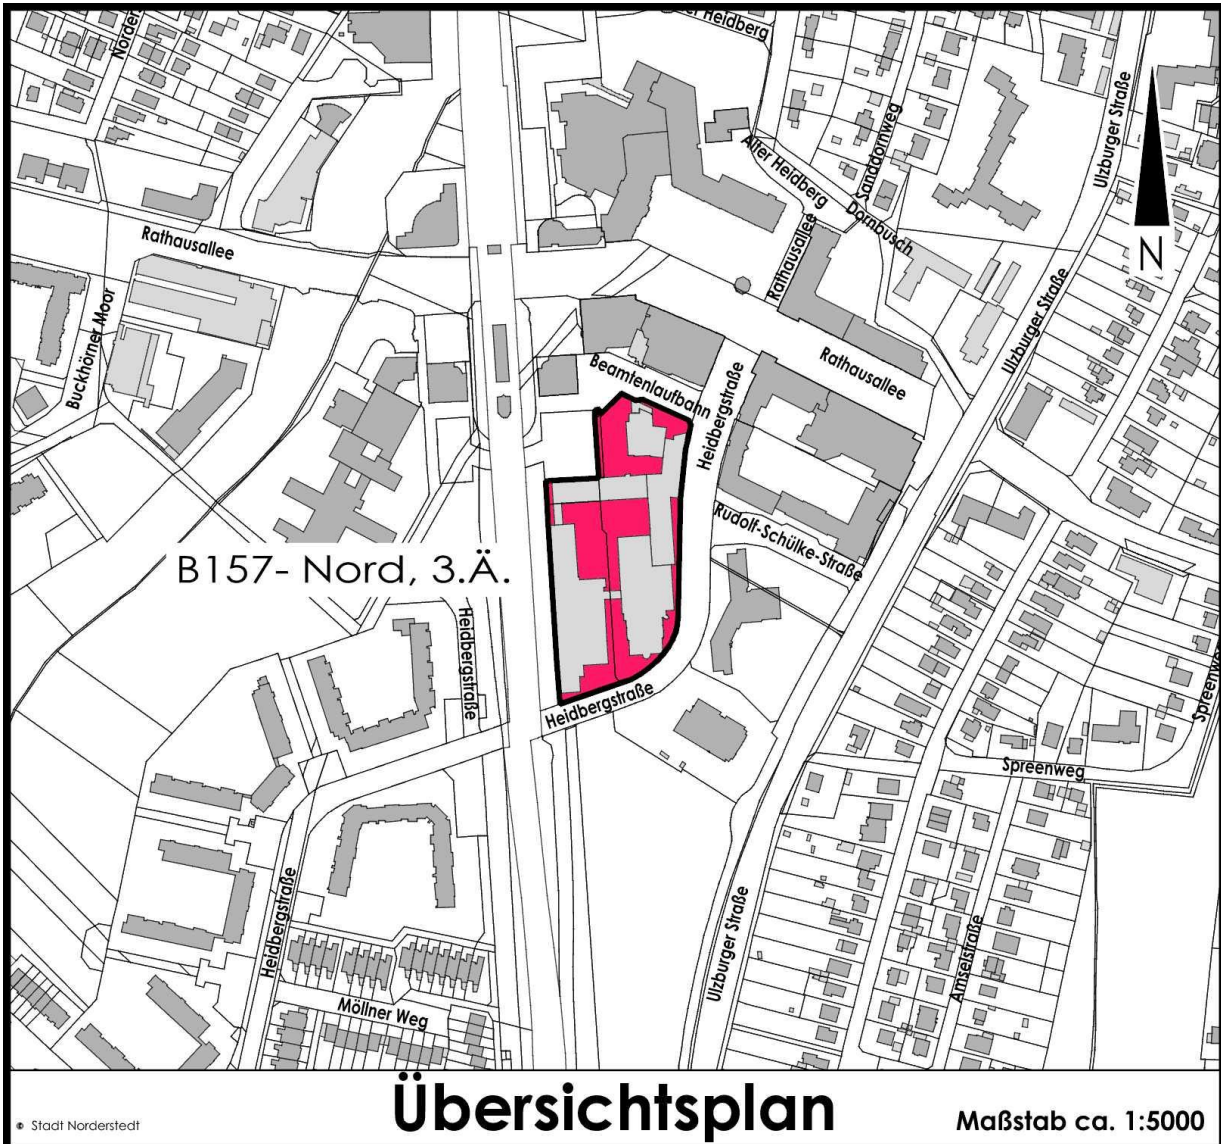 Norder
Alter Heidberg
Ulzburger Straße
Sanddornweg
Alter Heidberg
Dornbusch
Rathausallee
Rathausallee
N
Buckhörner Moor
Ulzburger Straße
Rathausallee
Beamtenlaufbahn
Heidbergstraße
Rudolf-Schülke-Straße
B157- Nord, 3.Ä.
Heidbergstraße
Heidbergstraße
Spreenweg
Spreenweg
Heidbergstraße
Ulzburger Straße
Amselstraße
Möllner Weg
Übersichtsplan
© Stadt Norderstedt
Maßstab ca. 1:5000